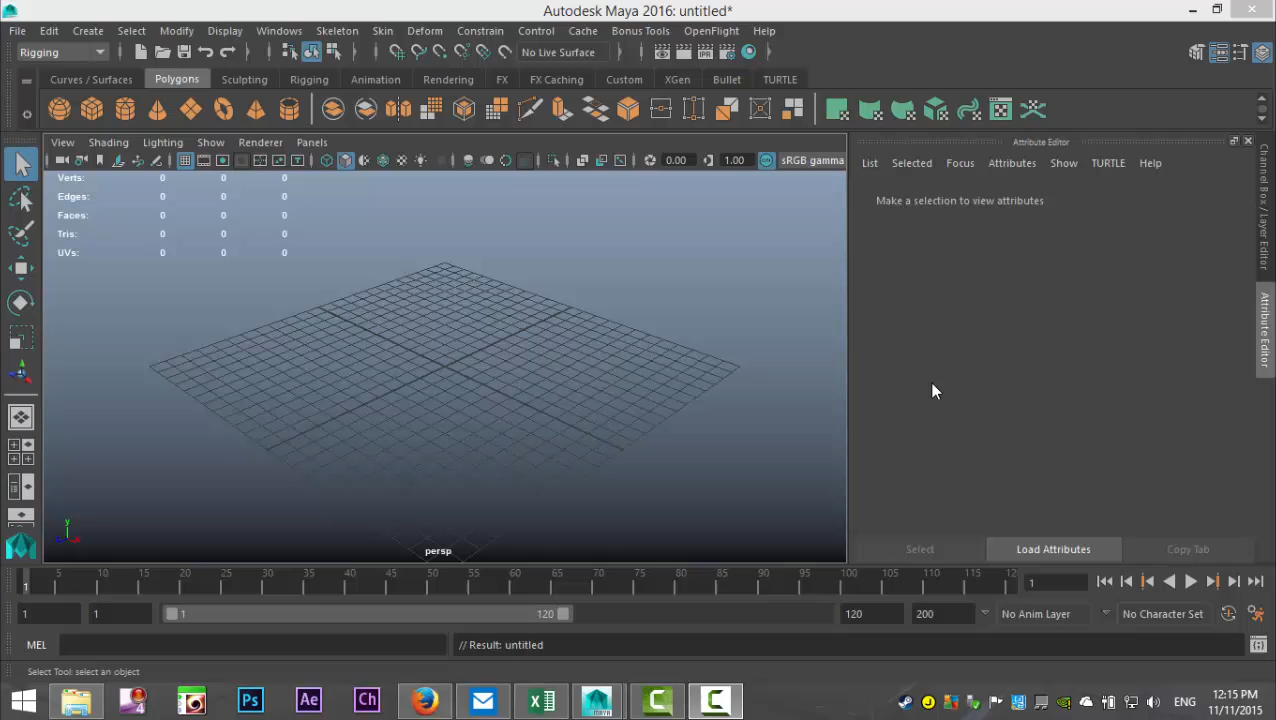 Autodesk Maya 2016: untitled*
File Edit Create Select Modify Display Windows Skeleton Skin Deform Constrain Control Cache Bonus Tools OpenFlight Help
Rigging No Live Surface
Curves / Surfaces Polygons Sculpting Rigging Animation Rendering FX FX Caching Custom XGen Bullet TURTLE
View Shading Lighting Show Renderer Panels
0.00 1.00 sRGB gamma
Verts: 0 0 0
Edges: 0 0 0
Faces: 0 0 0
Tris: 0 0 0
UVs: 0 0 0
y
persp
Attribute Editor
List Selected Focus Attributes Show TURTLE Help
Make a selection to view attributes
Select Load Attributes Copy Tab
Channel Box / Layer Editor
Attribute Editor
1 5 10 15 20 25 30 35 40 45 50 55 60 65 70 75 80 85 90 95 100 105 110 115 12 1
1 1 1 120 120 200 No Anim Layer No Character Set
MEL // Result: untitled
Select Tool: select an object
4 Ps Ae Ch MAYA ENG 12:15 PM
11/11/2015